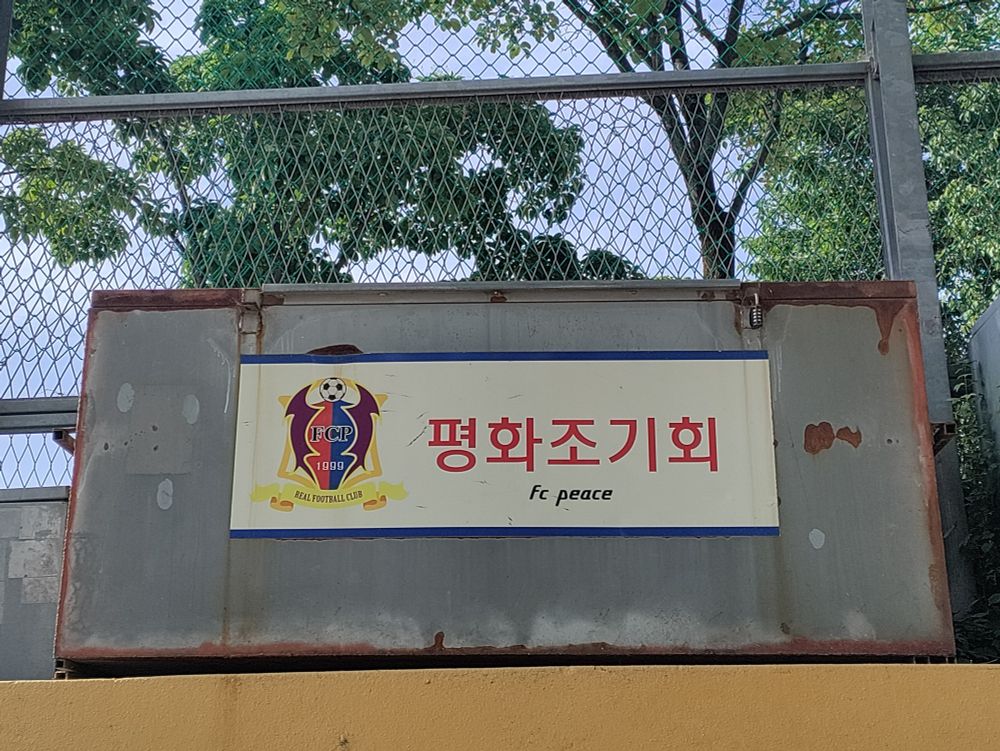 FCP
1999
REAL FOOTBALL CLUB
평화조기회
fc peace